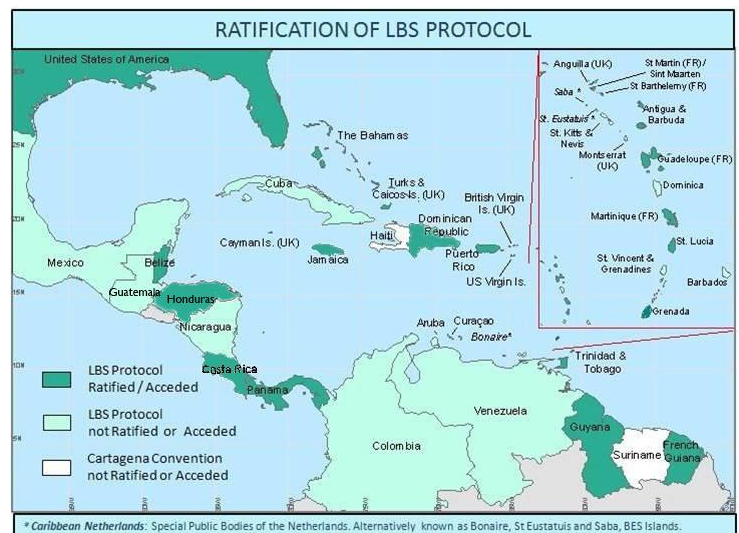 RATIFICATION OF LBS PROTOCOL
United States of America
The Bahamas
Cuba
Turks &
Caicos Is. (UK)
British Virgin
Is. (UK)
Cayman Is. (UK)
Haiti
Dominican
Republic
Jamaica
Puerto
Rico
US Virgin Is.
Mexico
Belize
Guatemala
Honduras
Nicaragua
Costa Rica
Panama
Aruba
Curaçao
Bonaire*
Trinidad &
Tobago
Colombia
Venezuela
Guyana
Suriname
French
Guiana
Anguilla (UK)
St Martin (FR) /
Sint Maarten
St Barthelemy (FR)
Saba *
St. Eustatius *
St. Kitts &
Nevis
Antigua &
Barbuda
Montserrat
(UK)
Guadeloupe (FR)
Dominica
Martinique (FR)
St. Lucia
St. Vincent &
Grenadines
Barbados
Grenada
25N
20N
15N
10N
5N
LBS Protocol
Ratified / Acceded
LBS Protocol
not Ratified or Acceded
Cartagena Convention
not Ratified or Acceded
* Caribbean Netherlands: Special Public Bodies of the Netherlands. Alternatively known as Bonaire, St Eustatius and Saba, BES Islands.